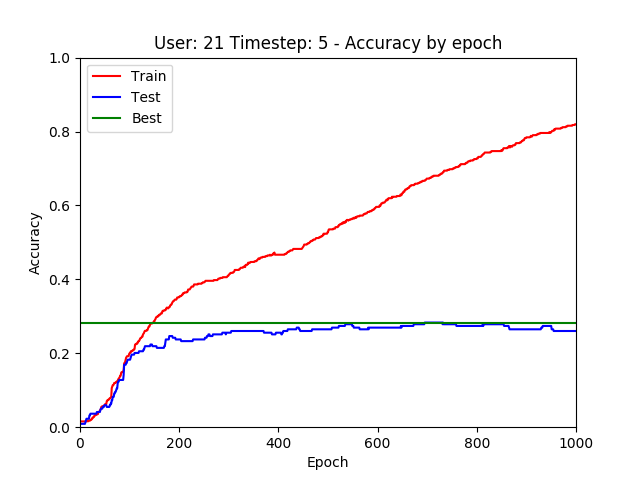 User: 21 Timestep: 5 - Accuracy by epoch
Train
Test
Best
Accuracy
1.0
0.8
0.6
0.4
0.2
0.0
0 200 400 600 800 1000
Epoch